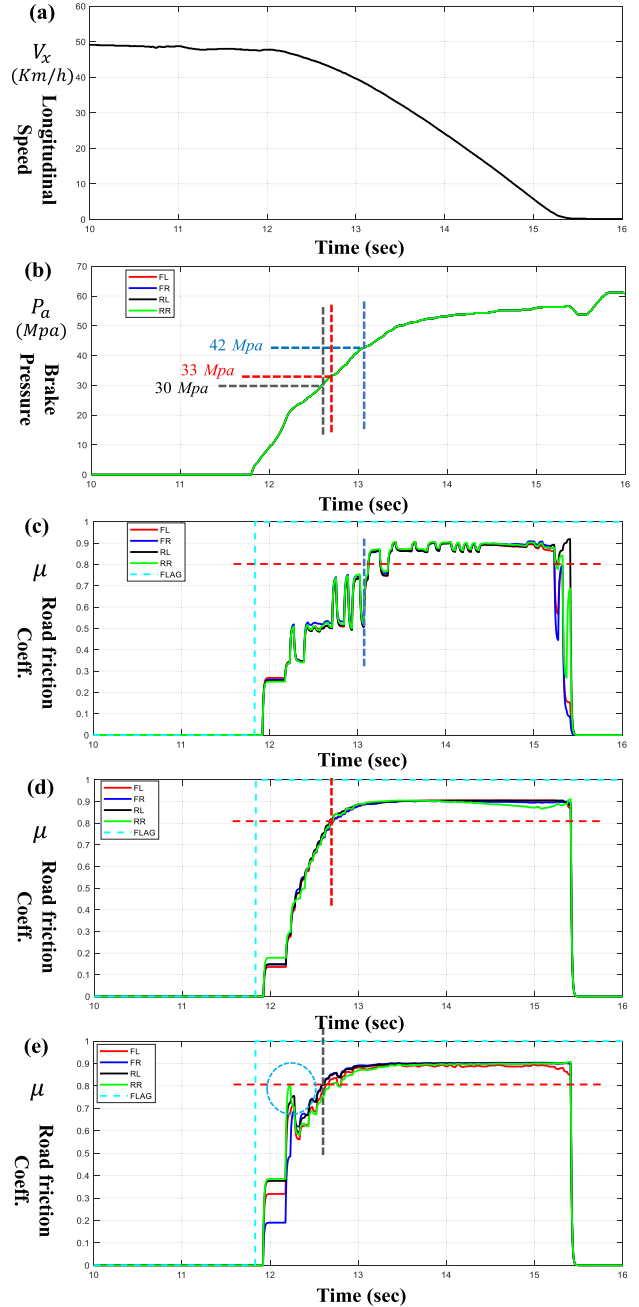 (a)
V_x
(Km/h)
Longitudinal
Speed
60
50
40
30
20
10
0
10 11 12 13 14 15 16
Time (sec)
(b)
P_a
(Mpa)
Brake
Pressure
70
60
50
40
30
20
10
0
FL
FR
RL
RR
42 Mpa
33 Mpa
30 Mpa
10 11 12 13 14 15 16
Time (sec)
(c)
μ
Road friction
Coeff.
1
0.9
0.8
0.7
0.6
0.5
0.4
0.3
0.2
0.1
0
FL
FR
RL
RR
FLAG
10 11 12 13 14 15 16
Time (sec)
(d)
μ
Road friction
Coeff.
1
0.9
0.8
0.7
0.6
0.5
0.4
0.3
0.2
0.1
0
FL
FR
RL
RR
FLAG
10 11 12 13 14 15 16
Time (sec)
(e)
μ
Road friction
Coeff.
1
0.9
0.8
0.7
0.6
0.5
0.4
0.3
0.2
0.1
0
FL
FR
RL
RR
FLAG
10 11 12 13 14 15 16
Time (sec)